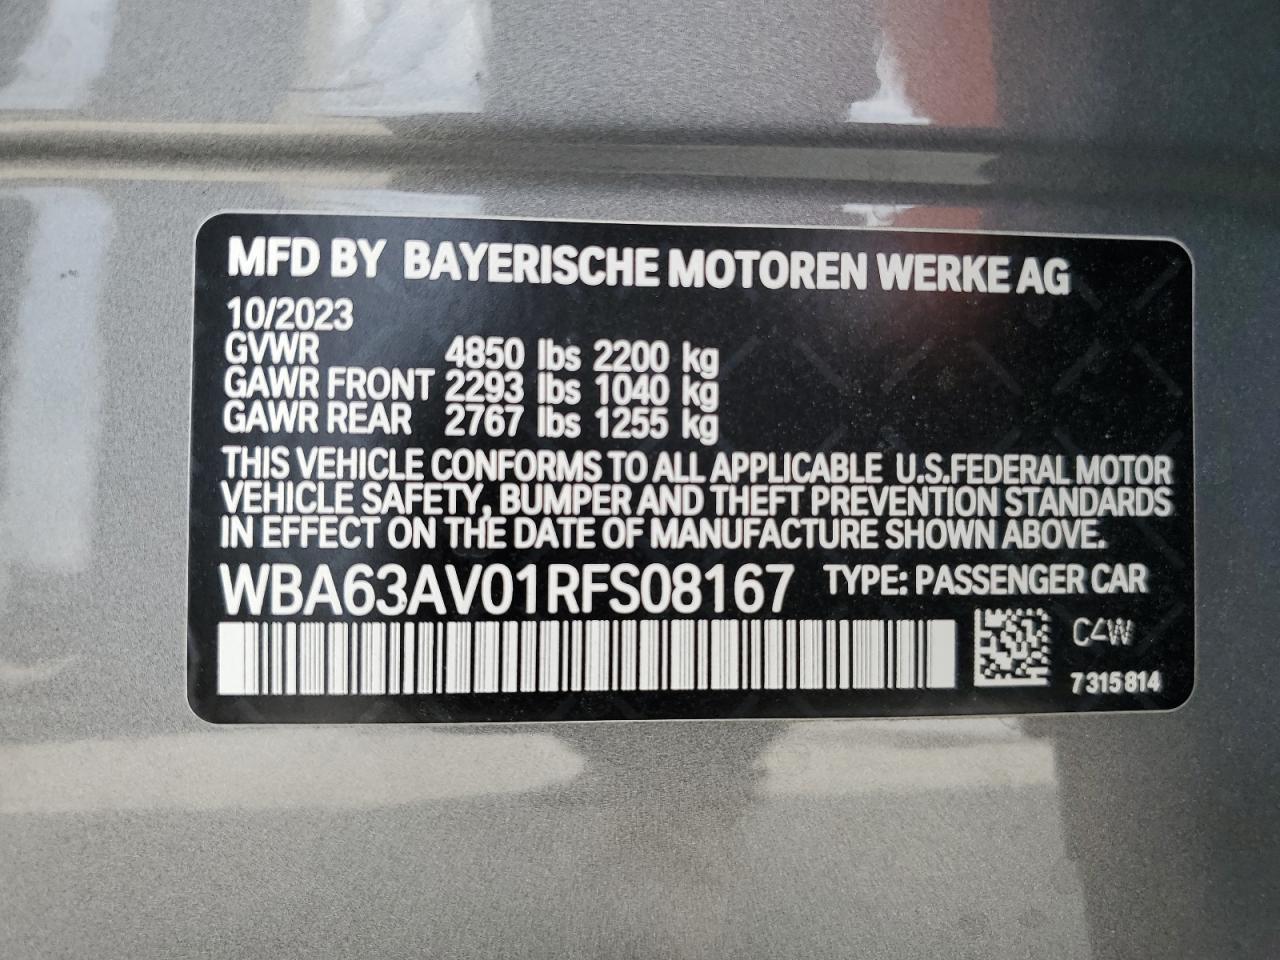 MFD BY BAYERISCHE MOTOREN WERKE AG
10/2023
GVWR 4850 lbs 2200 kg
GAWR FRONT 2293 lbs 1040 kg
GAWR REAR 2767 lbs 1255 kg
THIS VEHICLE CONFORMS TO ALL APPLICABLE U.S.FEDERAL MOTOR
VEHICLE SAFETY, BUMPER AND THEFT PREVENTION STANDARDS
IN EFFECT ON THE DATE OF MANUFACTURE SHOWN ABOVE.
WBA63AV01RFS08167 TYPE: PASSENGER CAR
C4W
7 315 814